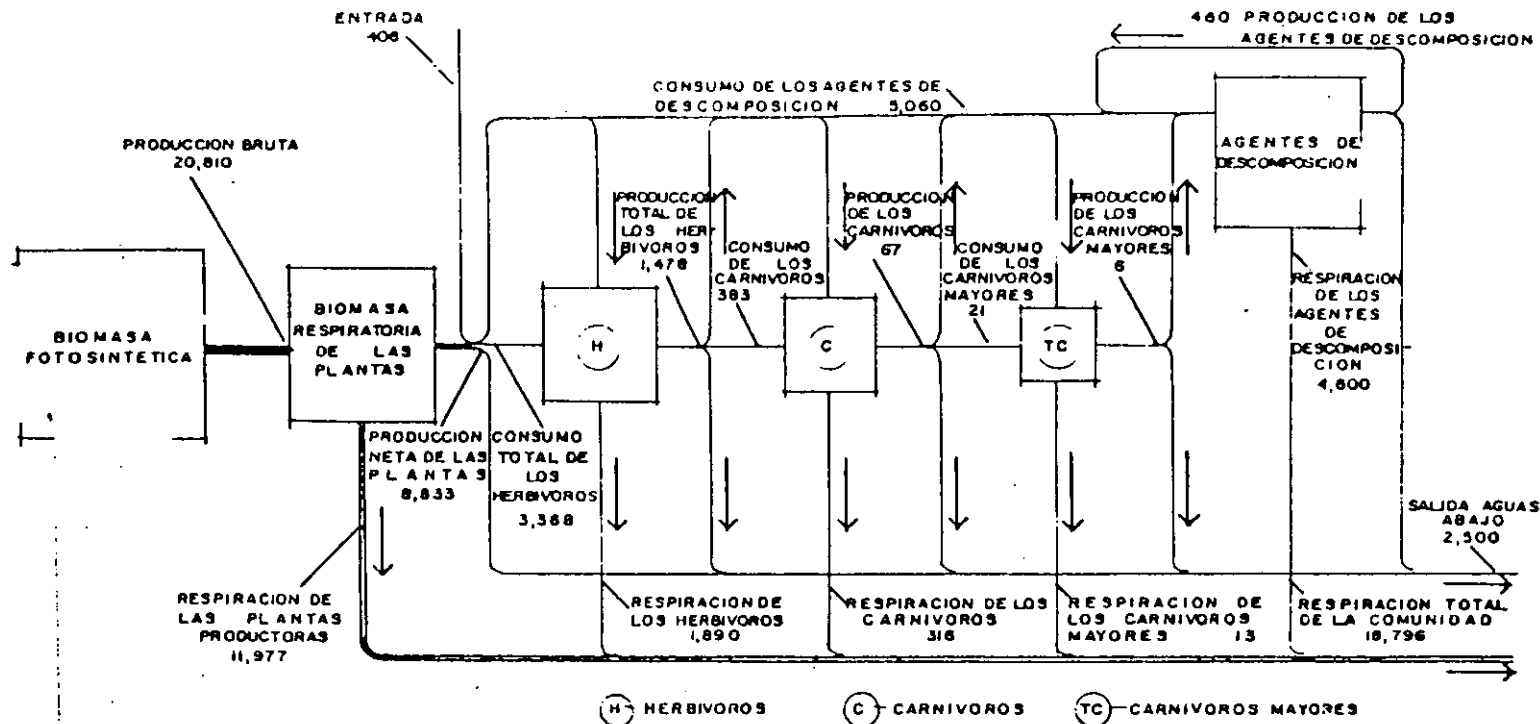 ENTRADA
406
460 PRODUCCION DE LOS
AGENTES DE DESCOMPOSICION
CONSUMO DE LOS AGENTES DE
DESCOMPOSICION 5,060
PRODUCCION BRUTA
20,810
AGENTES DE
DESCOMPOSICION
PRODUCCION
TOTAL DE
LOS HER-
BIVOROS
1,478
CONSUMO
DE LOS
CARNIVOROS
383
PRODUCCION
DE LOS
CARNIVOROS
67
CONSUMO
DE LOS
CARNIVOROS
MAYORES
21
PRODUCCION
DE LOS
CARNIVOROS
MAYORES
6
RESPIRACION
DE LOS
AGENTES
DE
DESCOMPOSI-
CION
4,600
BIOMASA
FOTOSINTETICA
BIOMASA
RESPIRATORIA
DE LAS
PLANTAS
H
C
TC
PRODUCCION
NETA DE LAS
PLANTAS
8,833
CONSUMO
TOTAL DE
LOS
HERBIVOROS
3,368
SALIDA AGUAS
ABAJO
2,500
RESPIRACION DE
LAS PLANTAS
PRODUCTORAS
11,977
RESPIRACION DE
LOS HERBIVOROS
1,890
RESPIRACION DE LOS
CARNIVOROS
316
RESPIRACION DE
LOS CARNIVOROS
MAYORES 13
RESPIRACION TOTAL
DE LA COMUNIDAD
18,796
H HERBIVOROS
C CARNIVOROS
TC CARNIVOROS MAYORES